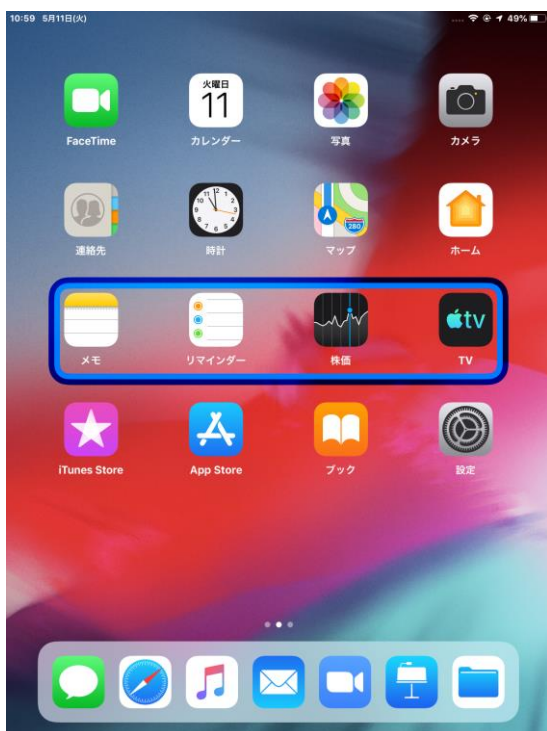 10:59 5月11日(火) 49%
火曜日
11
FaceTime カレンダー 写真 カメラ
280
連絡先 時計 マップ ホーム
tv
メモ リマインダー 株価 TV
iTunes Store App Store ブック 設定